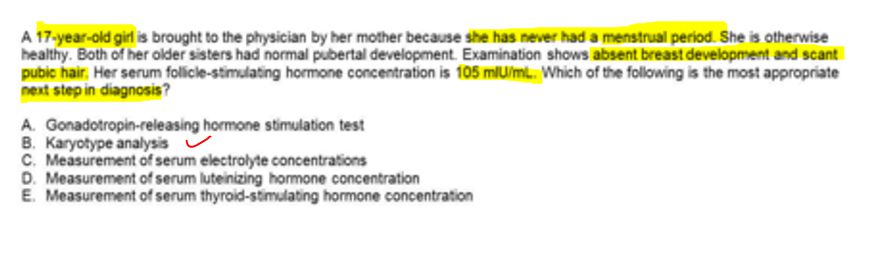 A 17-year-old girl is brought to the physician by her mother because she has never had a menstrual period. She is otherwise
healthy. Both of her older sisters had normal pubertal development. Examination shows absent breast development and scant
pubic hair. Her serum follicle-stimulating hormone concentration is 105 mIU/mL. Which of the following is the most appropriate
next step in diagnosis?
A. Gonadotropin-releasing hormone stimulation test
B. Karyotype analysis
C. Measurement of serum electrolyte concentrations
D. Measurement of serum luteinizing hormone concentration
E. Measurement of serum thyroid-stimulating hormone concentration